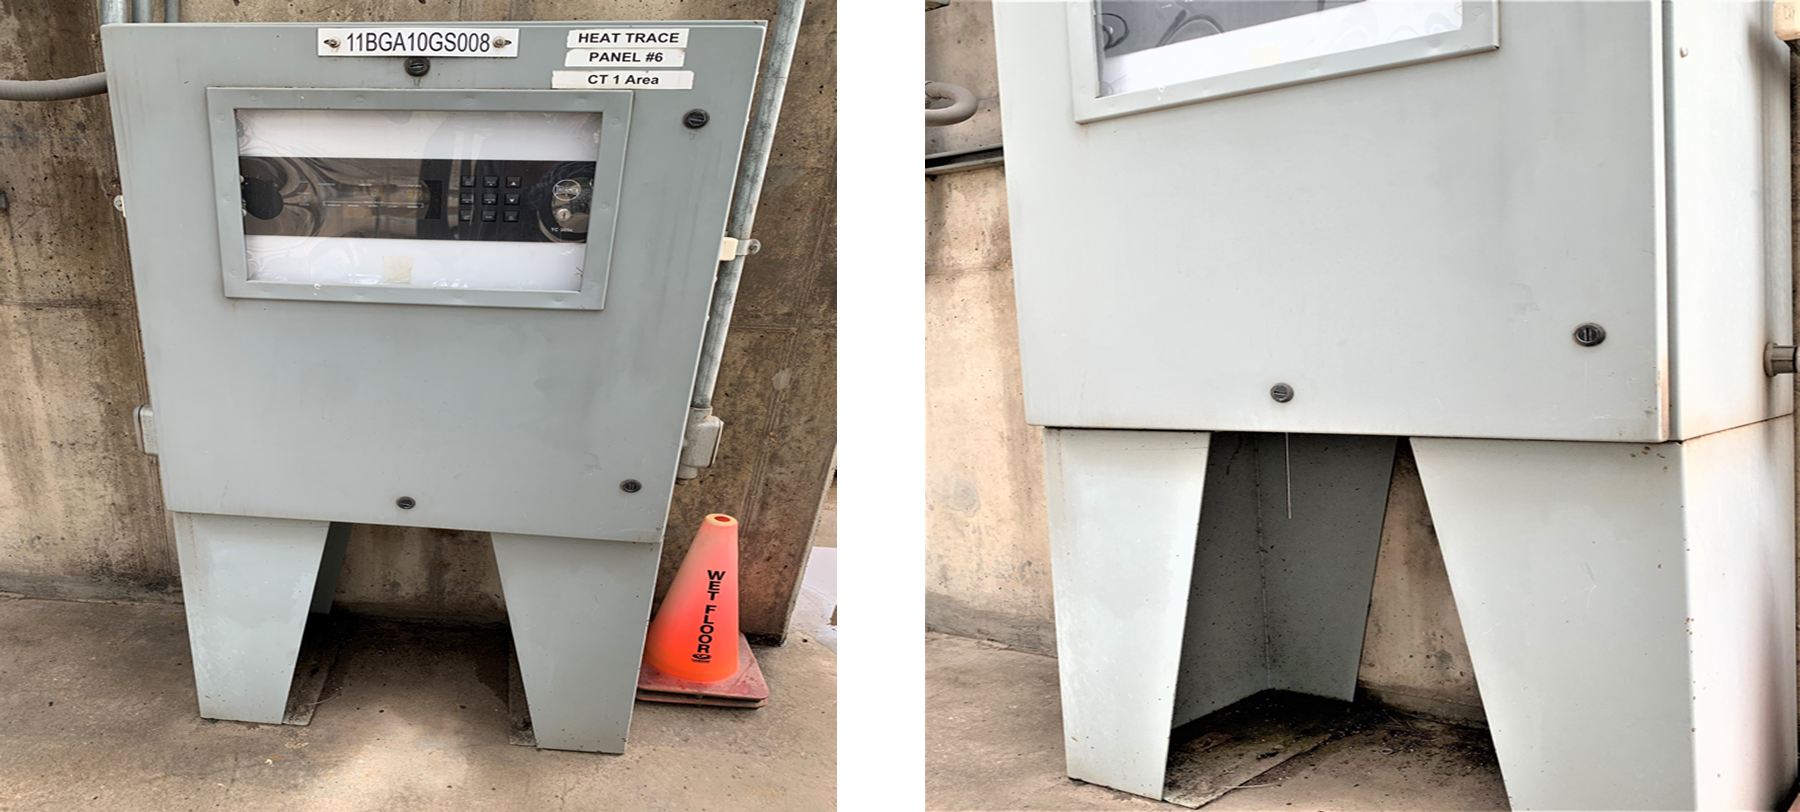 11BGA10GS008
HEAT TRACE
PANEL #6
CT 1 Area
WET FLOOR